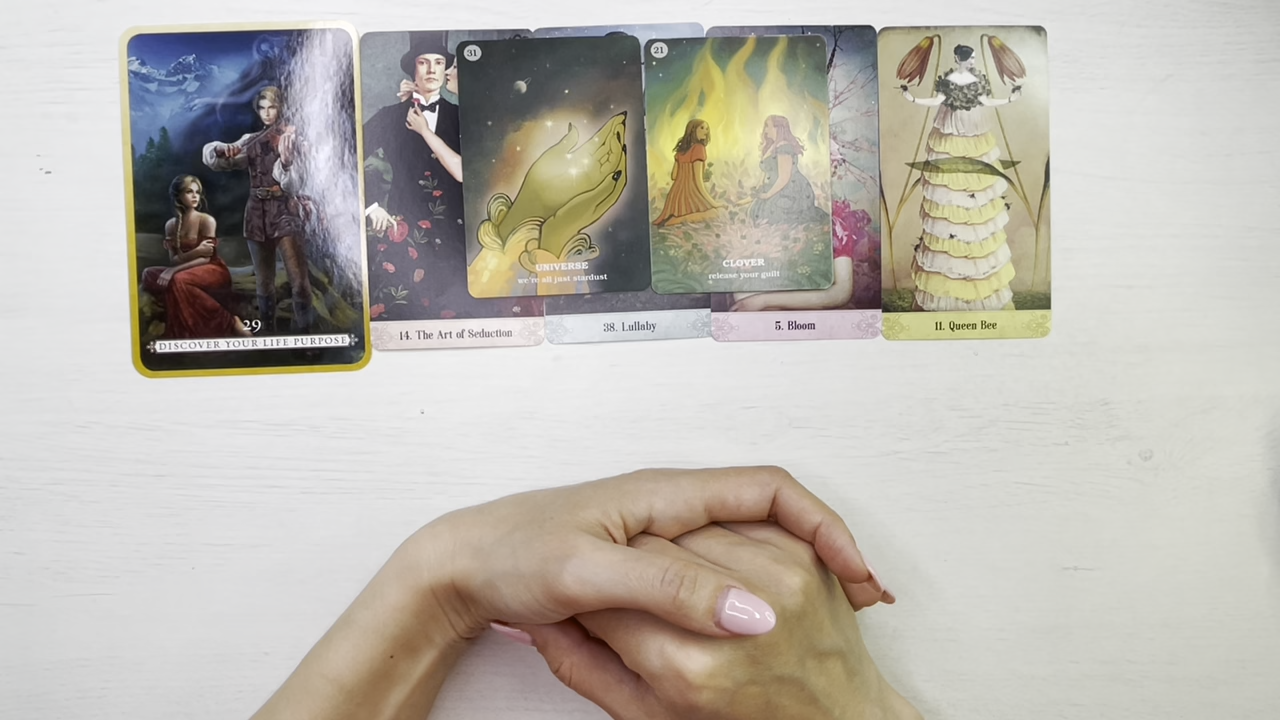 29
DISCOVER YOUR LIFE PURPOSE
14. The Art of Seduction
31
UNIVERSE
we're all just stardust
38. Lullaby
21
CLOVER
release your guilt
5. Bloom
11. Queen Bee